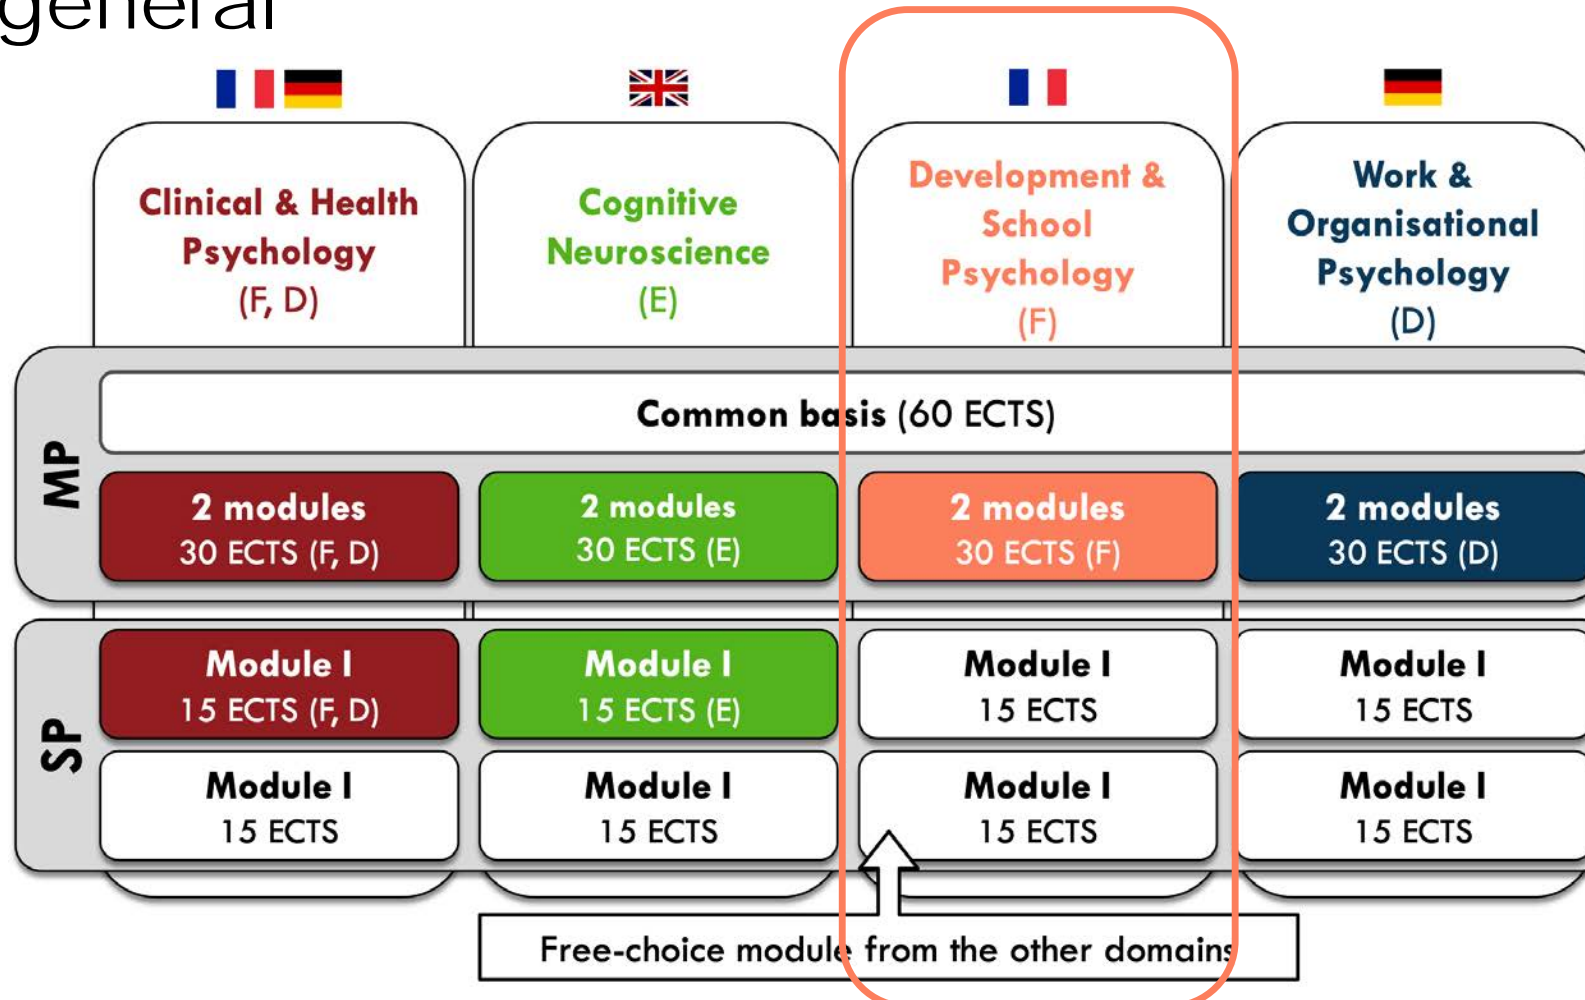 general
Clinical & Health
Psychology
(F, D)
Cognitive
Neuroscience
(E)
Development &
School
Psychology
(F)
Work &
Organisational
Psychology
(D)
MP
Common basis (60 ECTS)
2 modules
30 ECTS (F, D)
2 modules
30 ECTS (E)
2 modules
30 ECTS (F)
2 modules
30 ECTS (D)
SP
Module I
15 ECTS (F, D)
Module I
15 ECTS (E)
Module I
15 ECTS
Module I
15 ECTS
Module I
15 ECTS
Module I
15 ECTS
Module I
15 ECTS
Module I
15 ECTS
Free-choice module from the other domains